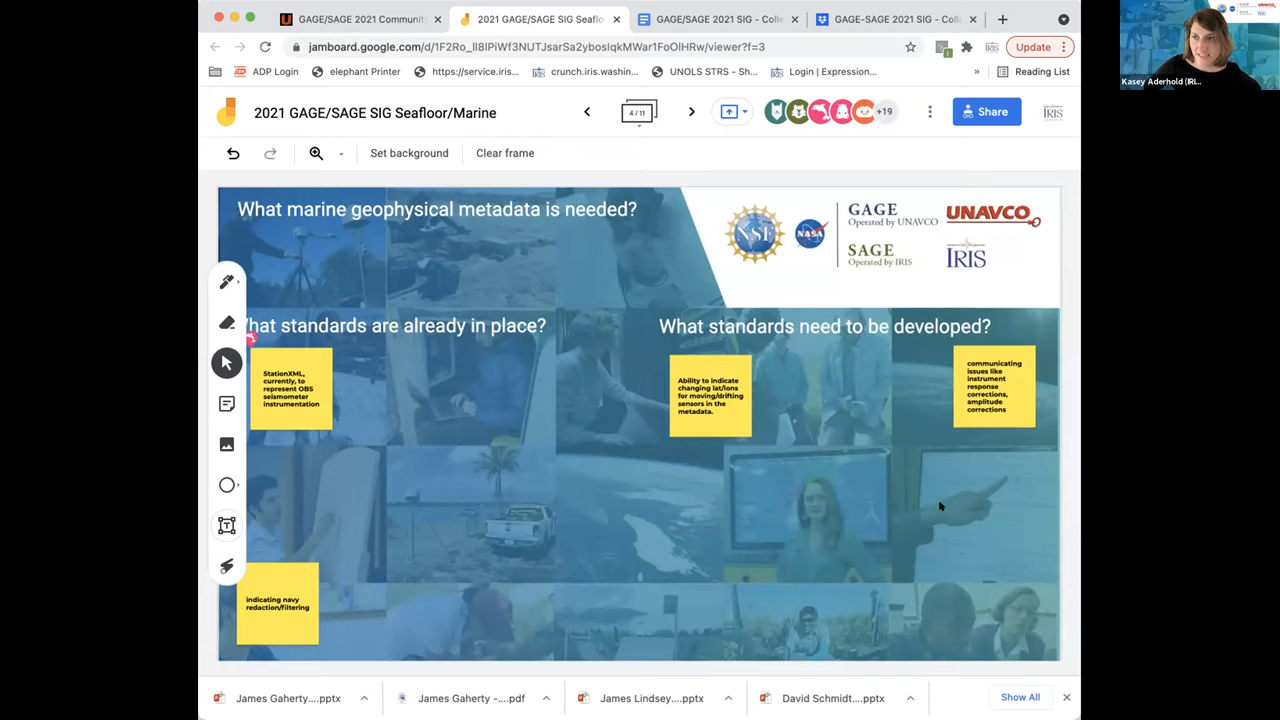 GAGE/SAGE 2021 Communit
2021 GAGE/SAGE SIG Seaflo
GAGE/SAGE 2021 SIG - Colle
GAGE-SAGE 2021 SIG - Colle
Update
ADP Login
elephant Printer
https://service.iris...
crunch.iris.washin...
UNOLS STRS - Sh...
Login | Expression...
»
Reading List
2021 GAGE/SAGE SIG Seafloor/Marine
4 / 11
+19
Share
IRIS
Set background
Clear frame
What marine geophysical metadata is needed?
NSF
NASA
GAGE
Operated by UNAVCO
UNAVCO
SAGE
Operated by IRIS
IRIS
hat standards are already in place?
What standards need to be developed?
StationXML,
currently, to
represent OBS
seismometer
instrumentation
Ability to indicate
changing lat/lons
for moving/drifting
sensors in the
metadata.
communicating
issues like
instrument
response
corrections,
amplitude
corrections
indicating navy
redaction/filtering
James Gaherty....pptx
James Gaherty -....pdf
James Lindsey....pptx
David Schmidt....pptx
Show All
Kasey Aderhold (IRI...